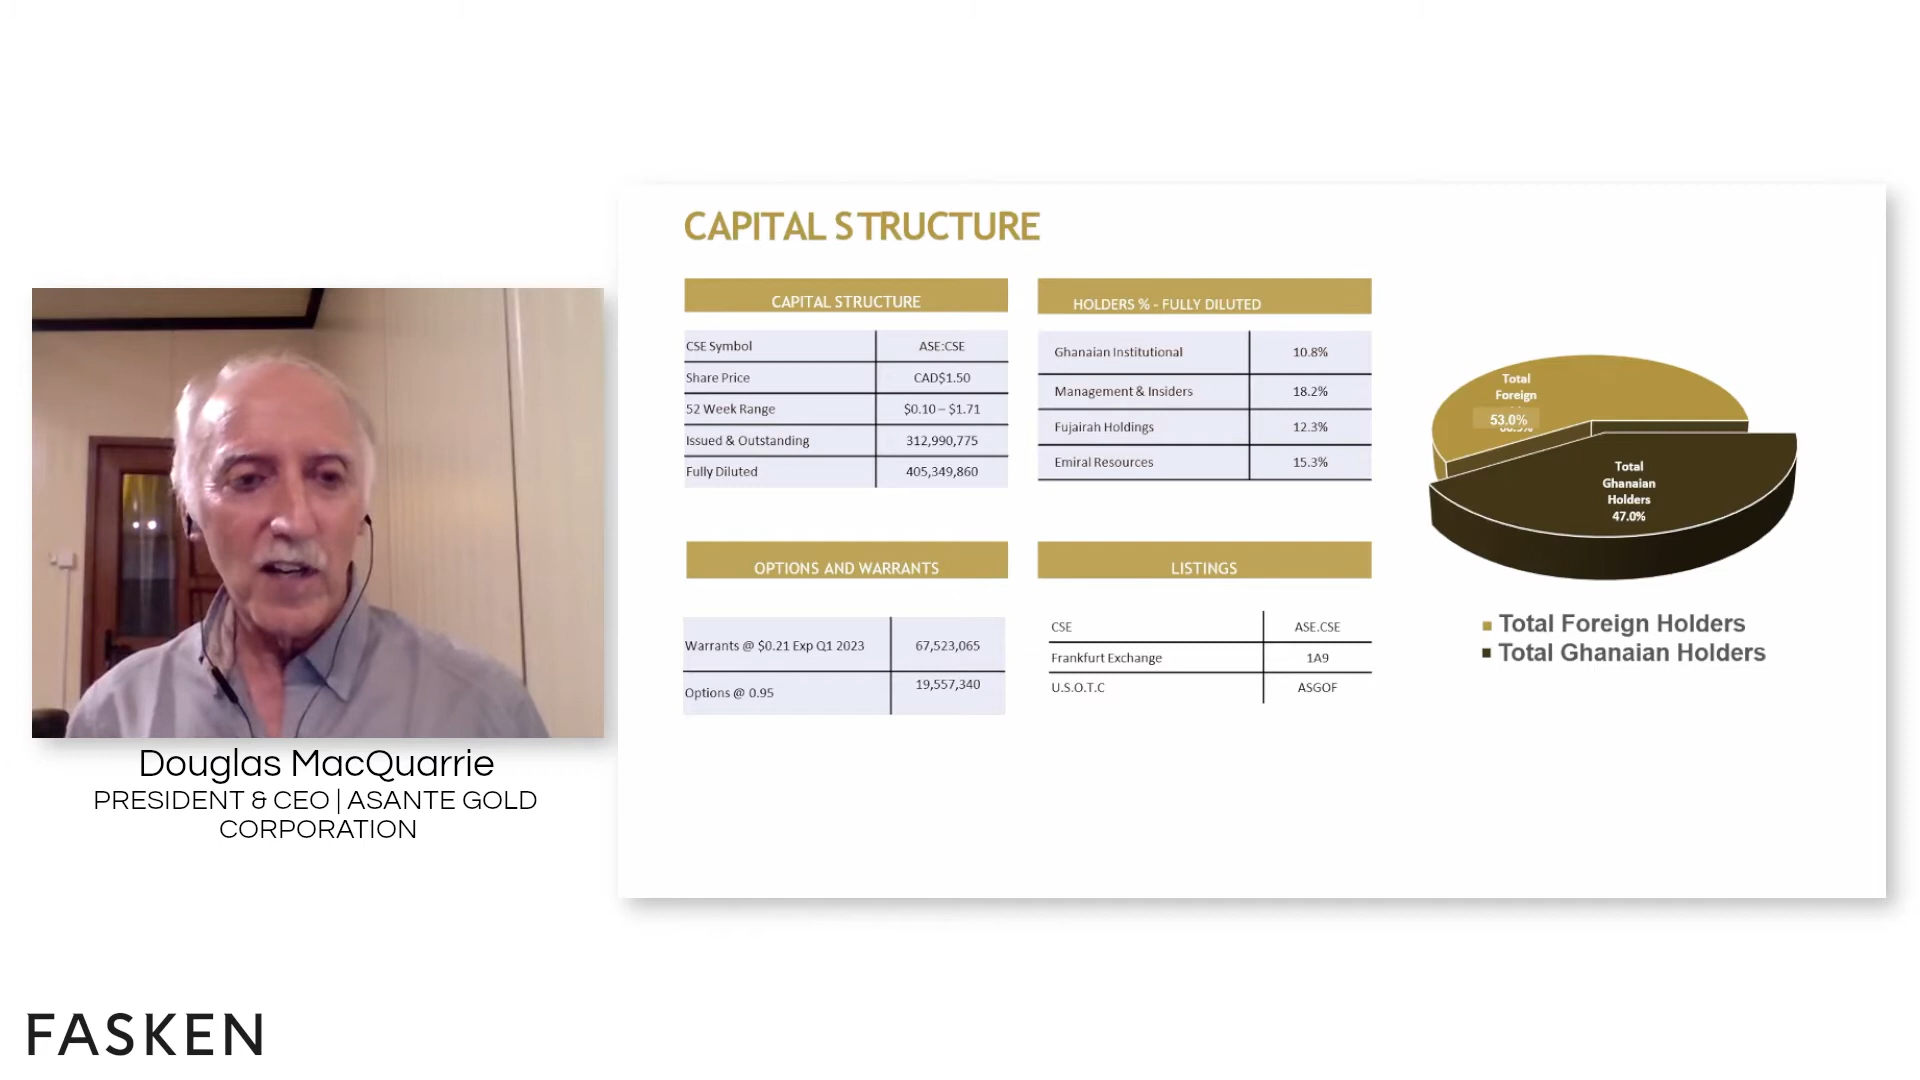 CAPITAL STRUCTURE
CAPITAL STRUCTURE
CSE Symbol ASE:CSE
Share Price CAD$1.50
52 Week Range $0.10 – $1.71
Issued & Outstanding 312,990,775
Fully Diluted 405,349,860
HOLDERS % - FULLY DILUTED
Ghanaian Institutional 10.8%
Management & Insiders 18.2%
Fujairah Holdings 12.3%
Emiral Resources 15.3%
OPTIONS AND WARRANTS
Warrants @ $0.21 Exp Q1 2023 67,523,065
Options @ 0.95 19,557,340
LISTINGS
CSE ASE.CSE
Frankfurt Exchange 1A9
U.S.O.T.C ASGOF
Total
Foreign
53.0%
Total
Ghanaian
Holders
47.0%
Total Foreign Holders
Total Ghanaian Holders
Douglas MacQuarrie
PRESIDENT & CEO | ASANTE GOLD
CORPORATION
FASKEN